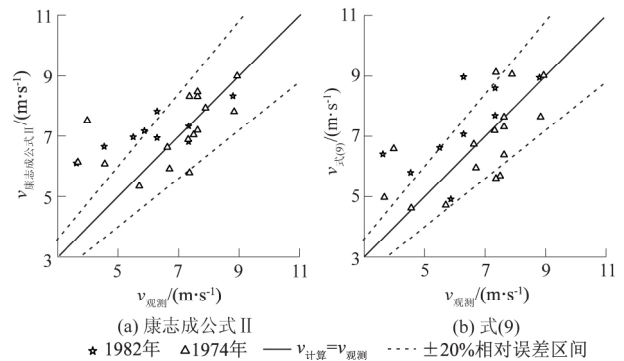 11
9
7
5
3
v康志成公式Ⅱ/(m·s⁻¹)
5 7 9 11
v观测/(m·s⁻¹)
(a) 康志成公式Ⅱ
11
9
7
5
3
v式(9)/(m·s⁻¹)
5 7 9 11
v观测/(m·s⁻¹)
(b) 式(9)
1982年 1974年 v计算=v观测 ±20%相对误差区间